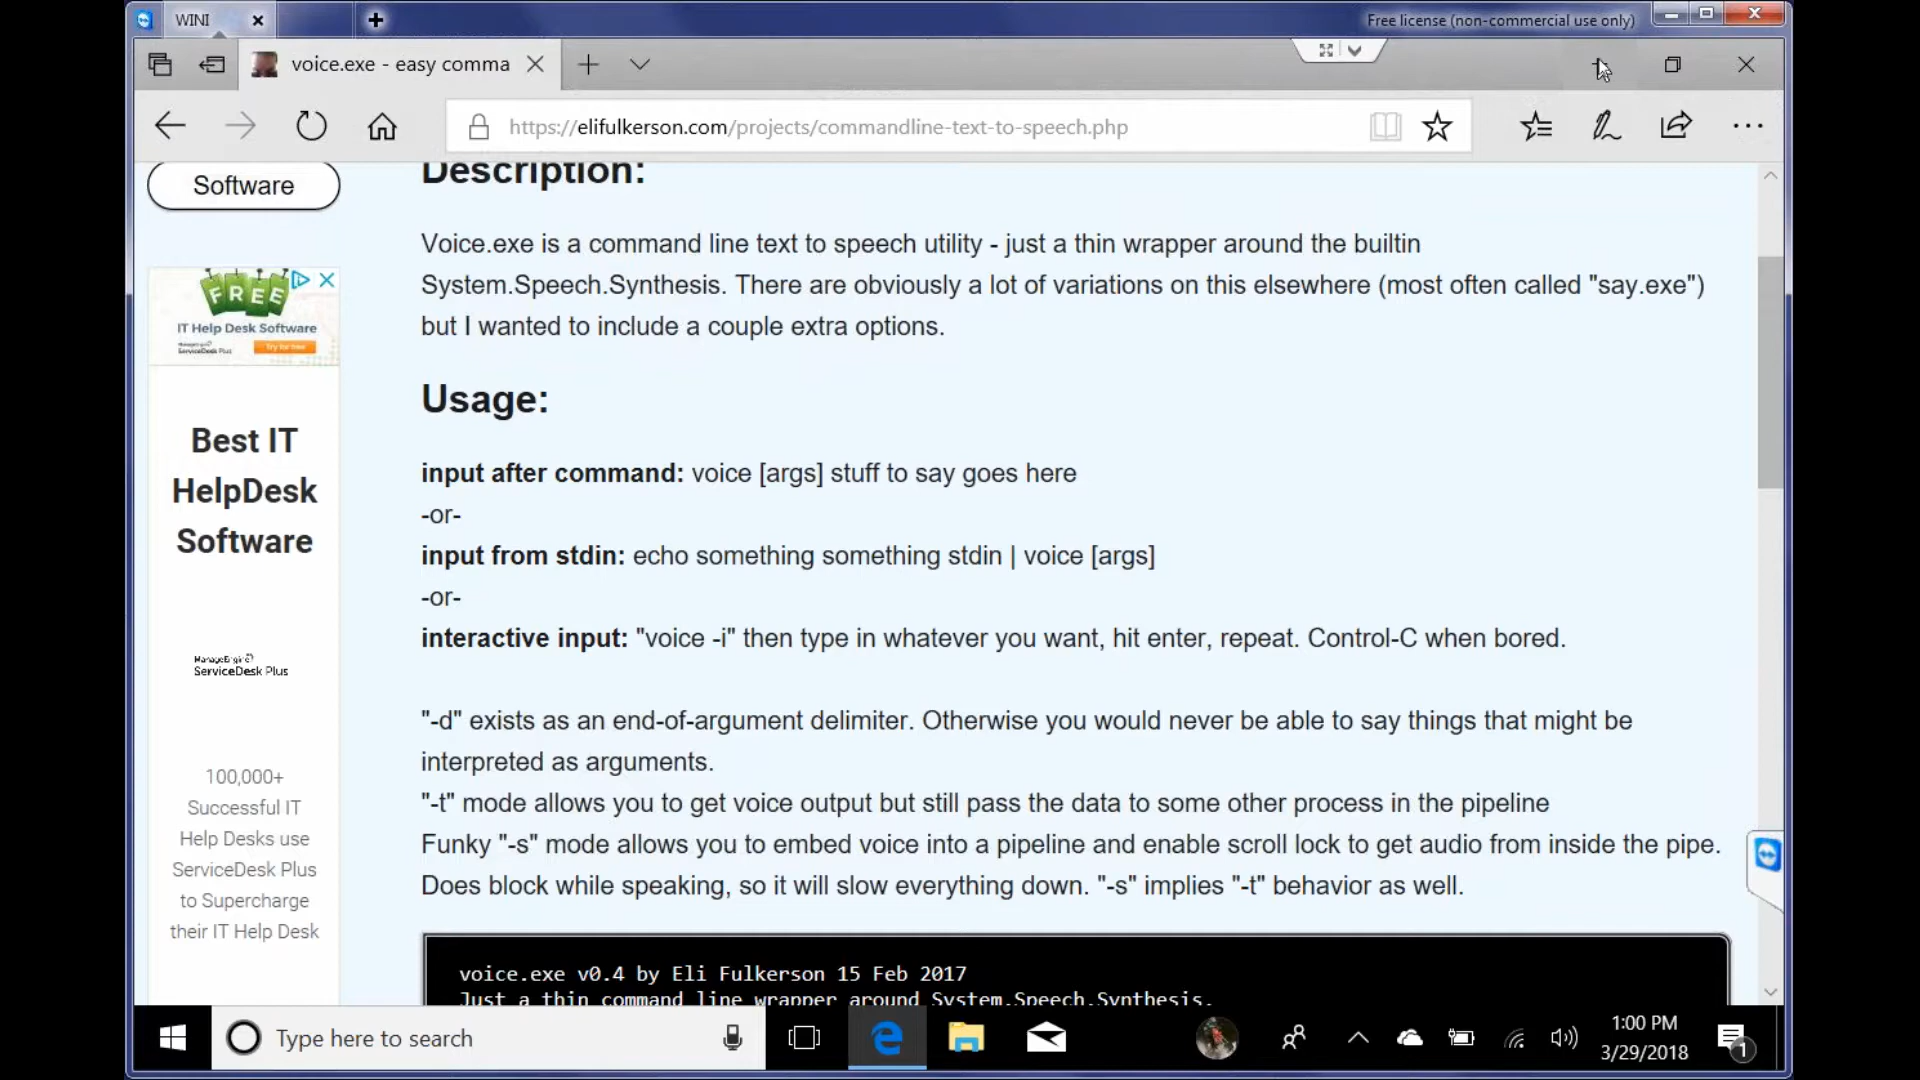 WINI
Free license (non-commercial use only)
voice.exe - easy comma
https://elifulkerson.com/projects/commandline-text-to-speech.php
Software
Description:
Voice.exe is a command line text to speech utility - just a thin wrapper around the builtin
System.Speech.Synthesis. There are obviously a lot of variations on this elsewhere (most often called "say.exe")
but I wanted to include a couple extra options.
Usage:
input after command: voice [args] stuff to say goes here
-or-
input from stdin: echo something something stdin | voice [args]
-or-
interactive input: "voice -i" then type in whatever you want, hit enter, repeat. Control-C when bored.
"-d" exists as an end-of-argument delimiter. Otherwise you would never be able to say things that might be
interpreted as arguments.
"-t" mode allows you to get voice output but still pass the data to some other process in the pipeline
Funky "-s" mode allows you to embed voice into a pipeline and enable scroll lock to get audio from inside the pipe.
Does block while speaking, so it will slow everything down. "-s" implies "-t" behavior as well.
voice.exe v0.4 by Eli Fulkerson 15 Feb 2017
Just a thin command line wrapper around System.Speech.Synthesis.
FREE
IT Help Desk Software
ManageEngine
ServiceDesk Plus
Try for free
Best IT
HelpDesk
Software
ManageEngine
ServiceDesk Plus
100,000+
Successful IT
Help Desks use
ServiceDesk Plus
to Supercharge
their IT Help Desk
Type here to search
1:00 PM
3/29/2018
1